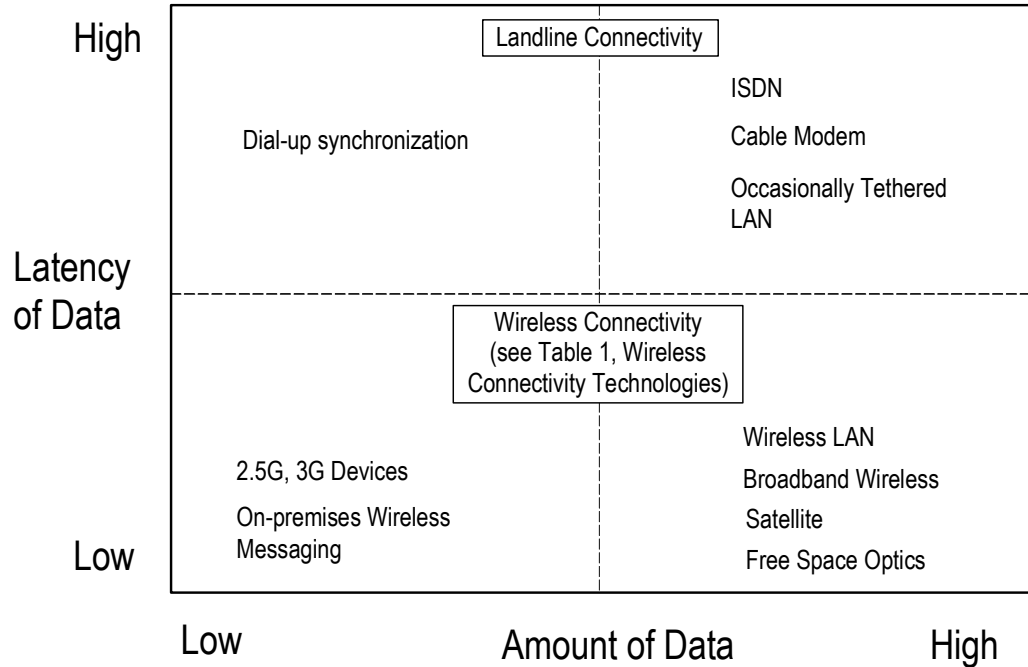 High
Landline Connectivity
ISDN
Dial-up synchronization
Cable Modem
Occasionally Tethered
LAN
Latency
of Data
Wireless Connectivity
(see Table 1, Wireless
Connectivity Technologies)
Wireless LAN
2.5G, 3G Devices
Broadband Wireless
On-premises Wireless
Messaging
Satellite
Free Space Optics
Low
Low
Amount of Data
High